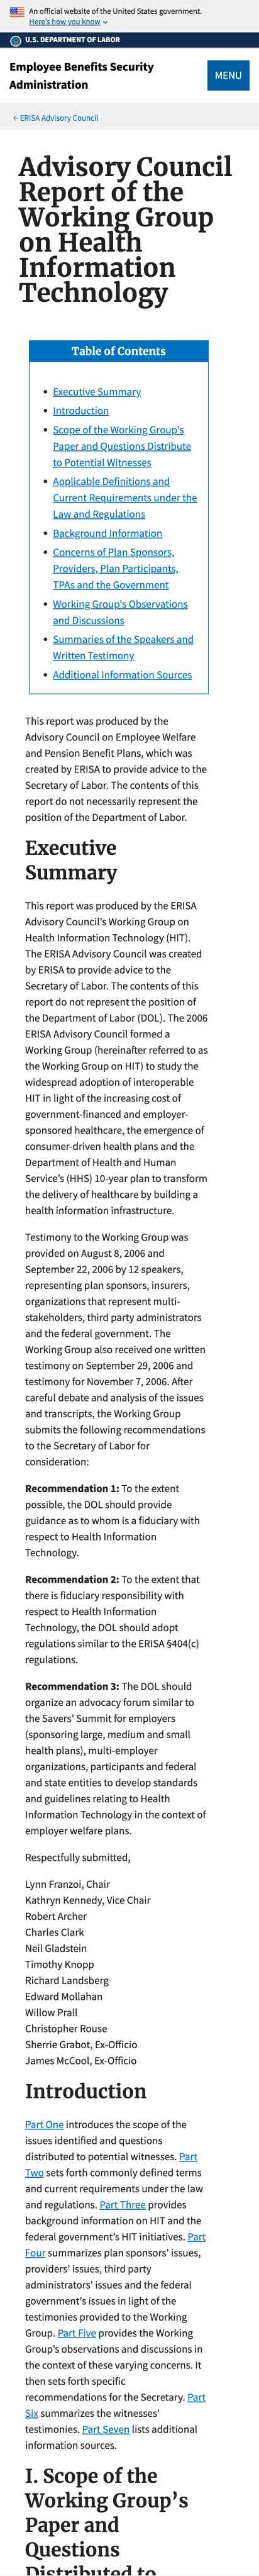 An official website of the United States government.
Here's how you know
U.S. DEPARTMENT OF LABOR
Employee Benefits Security
Administration
MENU
ERISA Advisory Council
Advisory Council
Report of the
Working Group
on Health
Information
Technology
Table of Contents
Executive Summary
Introduction
Scope of the Working Group's
Paper and Questions Distribute
to Potential Witnesses
Applicable Definitions and
Current Requirements under the
Law and Regulations
Background Information
Concerns of Plan Sponsors,
Providers, Plan Participants,
TPAs and the Government
Working Group's Observations
and Discussions
Summaries of the Speakers and
Written Testimony
Additional Information Sources
This report was produced by the
Advisory Council on Employee Welfare
and Pension Benefit Plans, which was
created by ERISA to provide advice to the
Secretary of Labor. The contents of this
report do not necessarily represent the
position of the Department of Labor.
Executive
Summary
This report was produced by the ERISA
Advisory Council's Working Group on
Health Information Technology (HIT).
The ERISA Advisory Council was created
by ERISA to provide advice to the
Secretary of Labor. The contents of this
report do not represent the position of
the Department of Labor (DOL). The 2006
ERISA Advisory Council formed a
Working Group (hereinafter referred to as
the Working Group on HIT) to study the
widespread adoption of interoperable
HIT in light of the increasing cost of
government-financed and employer-
sponsored healthcare, the emergence of
consumer-driven health plans and the
Department of Health and Human
Service's (HHS) 10-year plan to transform
the delivery of healthcare by building a
health information infrastructure.
Testimony to the Working Group was
provided on August 8, 2006 and
September 22, 2006 by 12 speakers,
representing plan sponsors, insurers,
organizations that represent multi-
stakeholders, third party administrators
and the federal government. The
Working Group also received one written
testimony on September 29, 2006 and
testimony for November 7, 2006. After
careful debate and analysis of the issues
and transcripts, the Working Group
submits the following recommendations
to the Secretary of Labor for
consideration:
Recommendation 1: To the extent
possible, the DOL should provide
guidance as to whom is a fiduciary with
respect to Health Information
Technology.
Recommendation 2: To the extent that
there is fiduciary responsibility with
respect to Health Information
Technology, the DOL should adopt
regulations similar to the ERISA §404(c)
regulations.
Recommendation 3: The DOL should
organize an advocacy forum similar to
the Savers' Summit for employers
(sponsoring large, medium and small
health plans), multi-employer
organizations, participants and federal
and state entities to develop standards
and guidelines relating to Health
Information Technology in the context of
employer welfare plans.
Respectfully submitted,
Lynn Franzoi, Chair
Kathryn Kennedy, Vice Chair
Robert Archer
Charles Clark
Neil Gladstein
Timothy Knopp
Richard Landsberg
Edward Mollahan
Willow Prall
Christopher Rouse
Sherrie Grabot, Ex-Officio
James McCool, Ex-Officio
Introduction
Part One introduces the scope of the
issues identified and questions
distributed to potential witnesses. Part
Two sets forth commonly defined terms
and current requirements under the law
and regulations. Part Three provides
background information on HIT and the
federal government's HIT initiatives. Part
Four summarizes plan sponsors' issues,
providers' issues, third party
administrators' issues and the federal
government's issues in light of the
testimonies provided to the Working
Group. Part Five provides the Working
Group's observations and discussions in
the context of these varying concerns. It
then sets forth specific
recommendations for the Secretary. Part
Six summarizes the witnesses'
testimonies. Part Seven lists additional
information sources.
I. Scope of the
Working Group's
Paper and
Questions
Distributed to